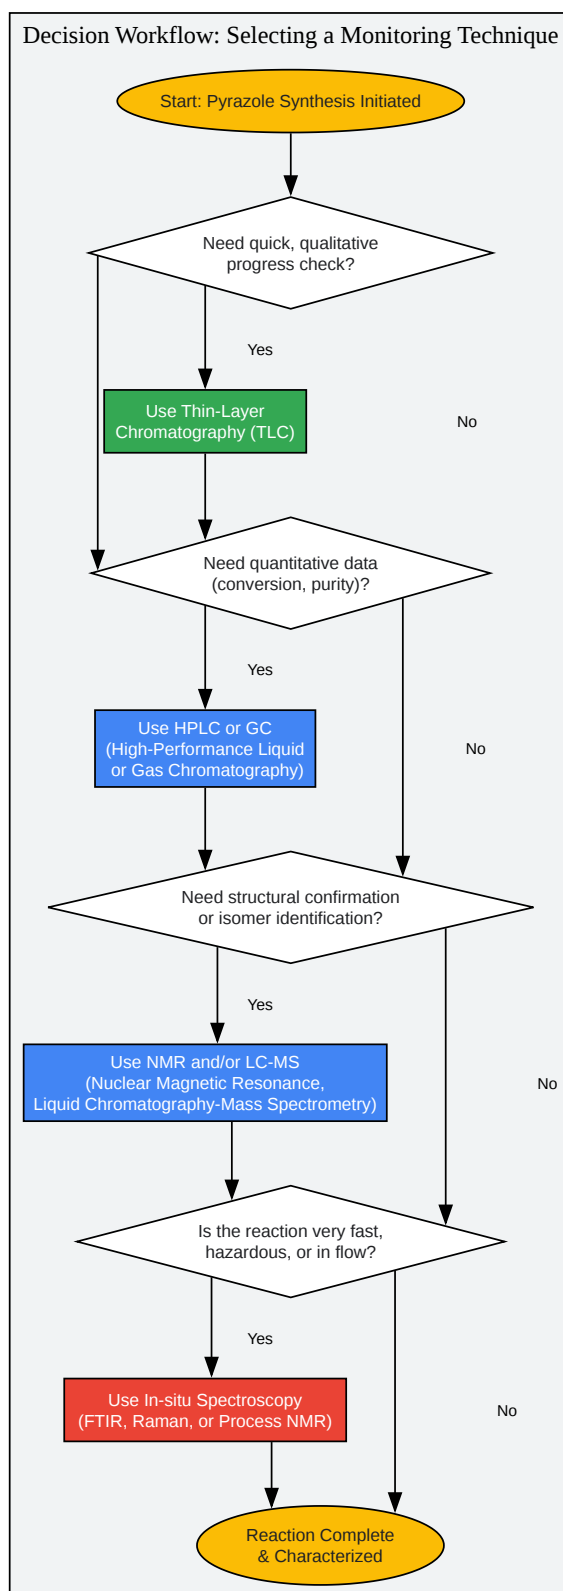 Decision Workflow: Selecting a Monitoring Technique
Start: Pyrazole Synthesis Initiated
Need quick, qualitative
progress check?
Yes
Use Thin-Layer
Chromatography (TLC)
No
Need quantitative data
(conversion, purity)?
Yes
Use HPLC or GC
(High-Performance Liquid
or Gas Chromatography)
No
Need structural confirmation
or isomer identification?
Yes
Use NMR and/or LC-MS
(Nuclear Magnetic Resonance,
Liquid Chromatography-Mass Spectrometry)
No
Is the reaction very fast,
hazardous, or in flow?
Yes
Use In-situ Spectroscopy
(FTIR, Raman, or Process NMR)
No
Reaction Complete
& Characterized